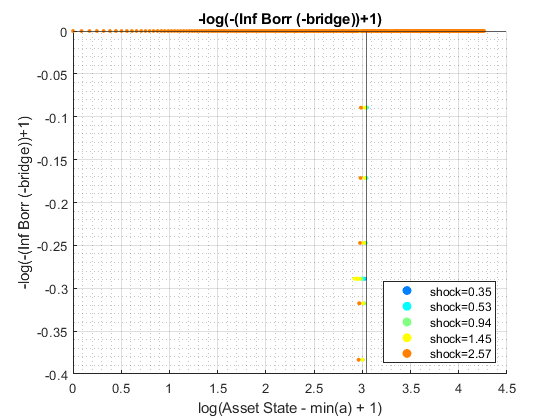 -log(-(Inf Borr (-bridge))+1)
0
-0.05
-0.1
-0.15
-0.2
-0.25
-0.3
-0.35
-0.4
-log(-(Inf Borr (-bridge))+1)
shock=0.35
shock=0.53
shock=0.94
shock=1.45
shock=2.57
0 0.5 1 1.5 2 2.5 3 3.5 4 4.5
log(Asset State - min(a) + 1)